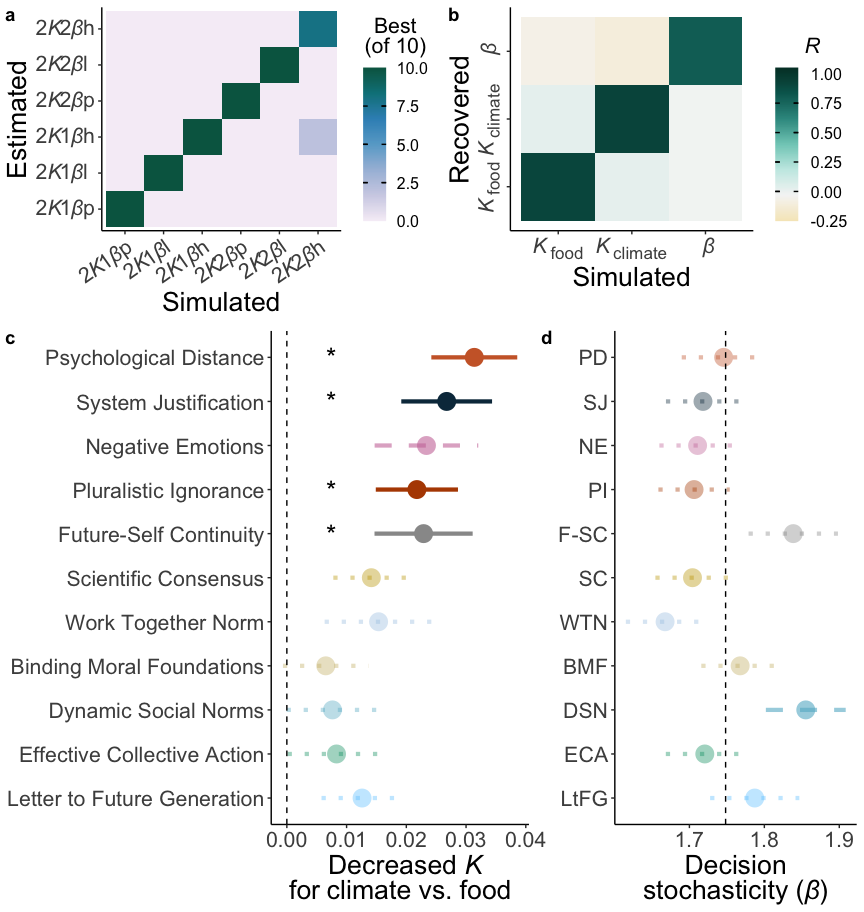 a
Estimated
2K2βh
2K2βl
2K2βp
2K1βh
2K1βl
2K1βp
2K1βp
2K1βl
2K1βh
2K2βp
2K2βl
2K2βh
Simulated
Best
(of 10)
10.0
7.5
5.0
2.5
0.0
b
Recovered
β
K climate
K food
K food
K climate
β
Simulated
R
1.00
0.75
0.50
0.25
0.00
-0.25
c
Psychological Distance *
System Justification *
Negative Emotions
Pluralistic Ignorance *
Future-Self Continuity *
Scientific Consensus
Work Together Norm
Binding Moral Foundations
Dynamic Social Norms
Effective Collective Action
Letter to Future Generation
0.00 0.01 0.02 0.03 0.04
Decreased K
for climate vs. food
d
PD
SJ
NE
PI
F-SC
SC
WTN
BMF
DSN
ECA
LtFG
1.7 1.8 1.9
Decision
stochasticity (β)